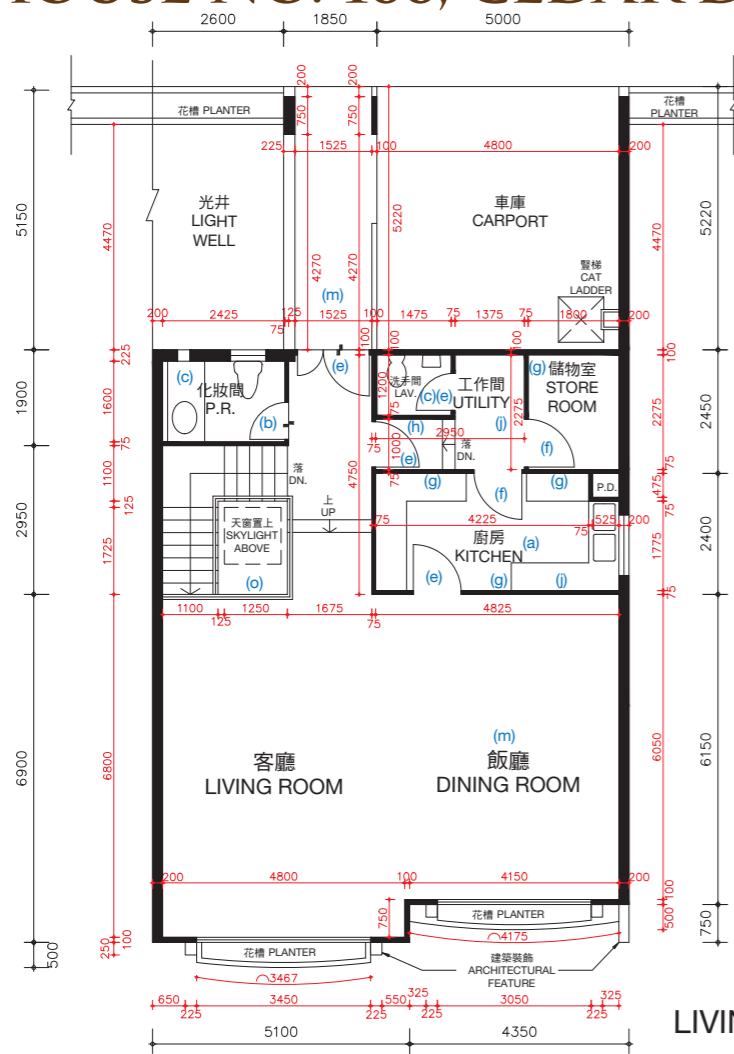 2600 1850 5000
花槽 PLANTER
花槽
PLANTER
200 200
750 750
225 1525 100 4800 200
5150
4470
光井
LIGHT
WELL
車庫
CARPORT
5220
4470
5220
4270 4270
(m)
豎梯
CAT
LADDER
200 2425 125 1525 100 1475 75 1375 75 1800 200
75
225
100 100 100 100
(e)
1900
1600
(c)
化妝間
P.R.
(b)
1200
洗手間
LAV.
(c)(e)
工作間
UTILITY
(g)
儲物室
STORE
ROOM
2275
2275
2450
(j)
75
75
(h)
2950
75
1000
(e)
落
DN.
(f)
75
1100
落
DN.
4750
75
(g)
(f)
(g)
475
P.D.
125
2950
1725
天窗置上
SKYLIGHT
ABOVE
(o)
上
UP
75 4225 75 525 200
75
廚房
KITCHEN
(a)
1775
2400
(e)
(g)
(j)
75
1100 1250 1675 4825
125 75
6900
6800
客廳
LIVING ROOM
(m)
飯廳
DINING ROOM
6050
6150
200 4800 100 4150 200
100
750
花槽 PLANTER
4175
500
750
500
250
100
花槽 PLANTER
建築裝飾
ARCHITECTURAL
FEATURE
3467
650 3450 550 325 3050 325
225 225 225 225
5100 4350
LIVIN